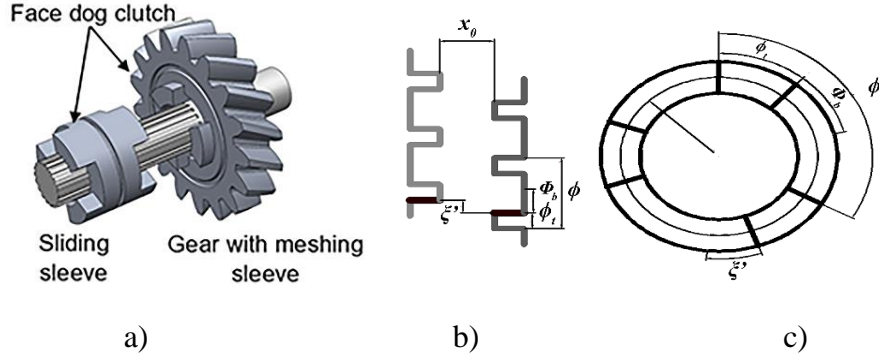 Face dog clutch
Sliding
sleeve
Gear with meshing
sleeve
a)
x₀
ξ’
Φb
ϕt
ϕ
b)
ϕt
Φb
ϕ
ξ’
c)